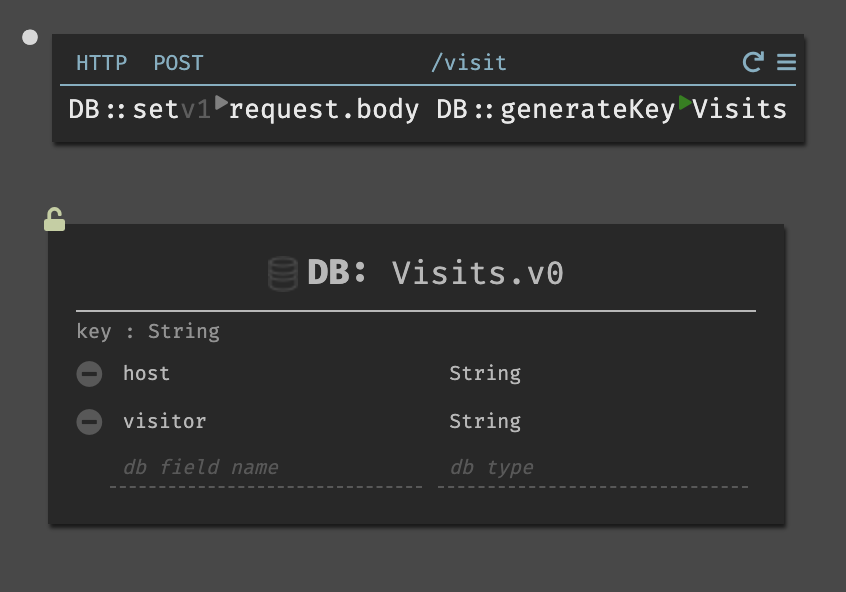 HTTP POST /visit
DB::setv1 request.body DB::generateKey Visits
DB: Visits.v0
key : String
host String
visitor String
db field name db type